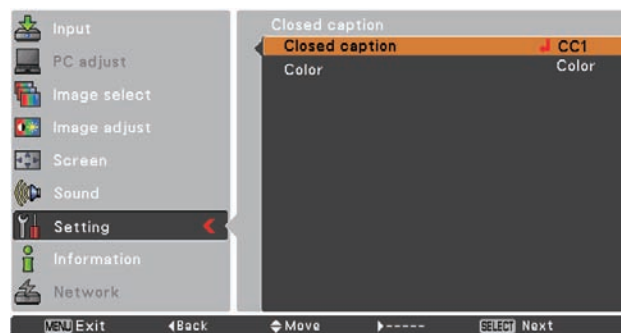 Input
PC adjust
Image select
Image adjust
Screen
Sound
Setting
Information
Network
Closed caption
Closed caption CC1
Color Color
MENU Exit Back Move ----- SELECT Next